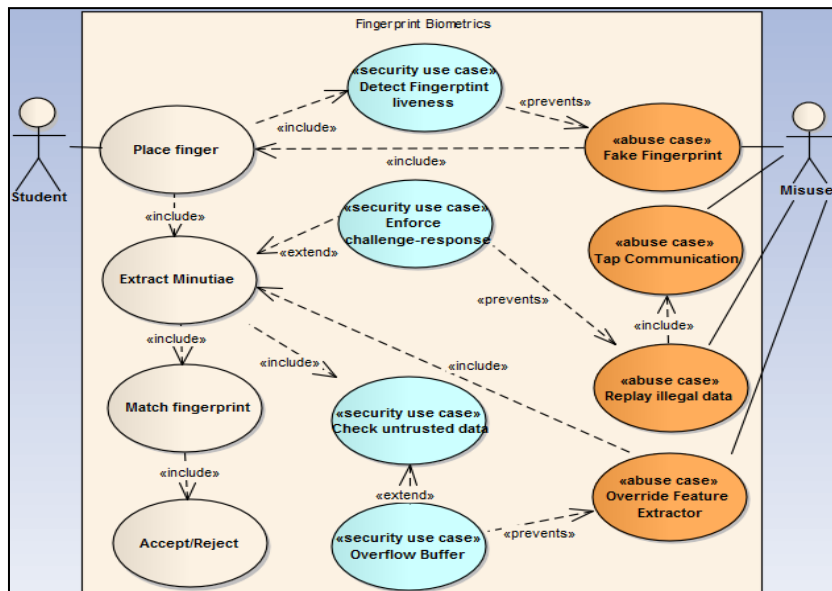 Fingerprint Biometrics
«security use case»
Detect Fingerptint
liveness
«prevents»
«include»
Place finger
«abuse case»
Fake Fingerprint
«include»
Student
Misuse
«include»
«security use case»
Enforce
challenge-response
«abuse case»
Tap Communication
«extend»
Extract Minutiae
«prevents»
«include»
«include»
«include»
«include»
«abuse case»
Replay illegal data
Match fingerprint
«security use case»
Check untrusted data
«include»
«abuse case»
Override Feature
Extractor
«extend»
Accept/Reject
«security use case»
Overflow Buffer
«prevents»